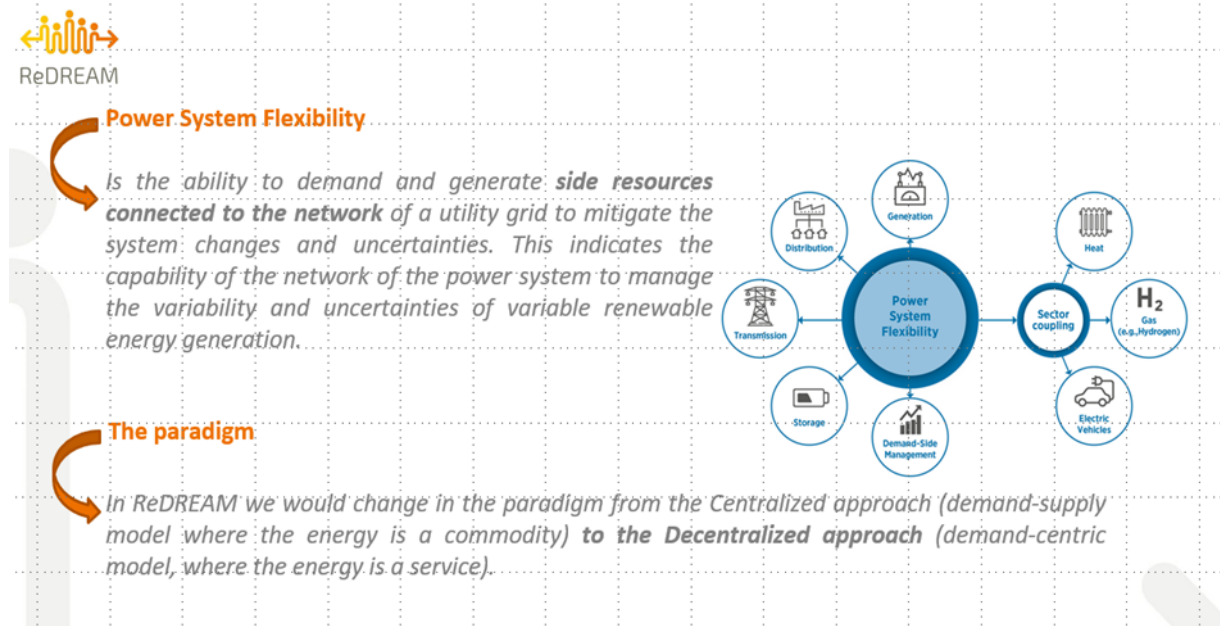 ReDREAM
Power System Flexibility
Is the ability to demand and generate side resources
connected to the network of a utility grid to mitigate the
system changes and uncertainties. This indicates the
capability of the network of the power system to manage
the variability and uncertainties of variable renewable
energy generation.
Generation
Distribution
Heat
Power
System
Flexibility
Sector
coupling
H2
Gas
(e.g.,Hydrogen)
Transmission
Storage
Demand-Side
Management
Electric
Vehicles
The paradigm
In ReDREAM we would change in the paradigm from the Centralized approach (demand-supply
model where the energy is a commodity) to the Decentralized approach (demand-centric
model, where the energy is a service).